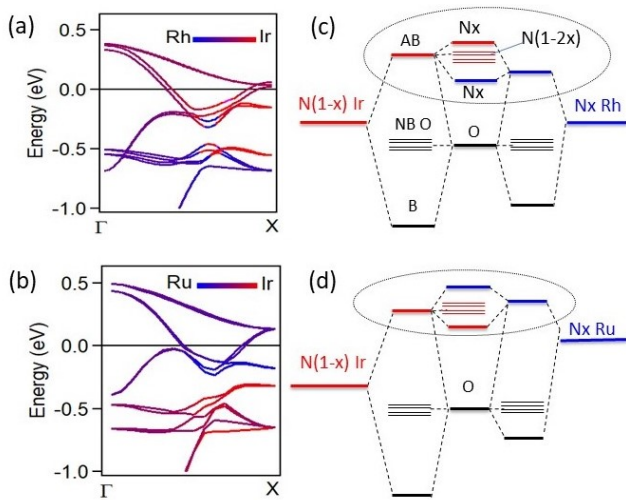 (a)
Rh Ir
Energy (eV)
0.5
0.0
-0.5
-1.0
Γ X
(c)
AB
Nx
N(1-2x)
Nx
N(1-x) Ir
NB O
O
Nx Rh
B
(b)
Ru Ir
Energy (eV)
0.5
0.0
-0.5
-1.0
Γ X
(d)
N(1-x) Ir
Nx Ru
O